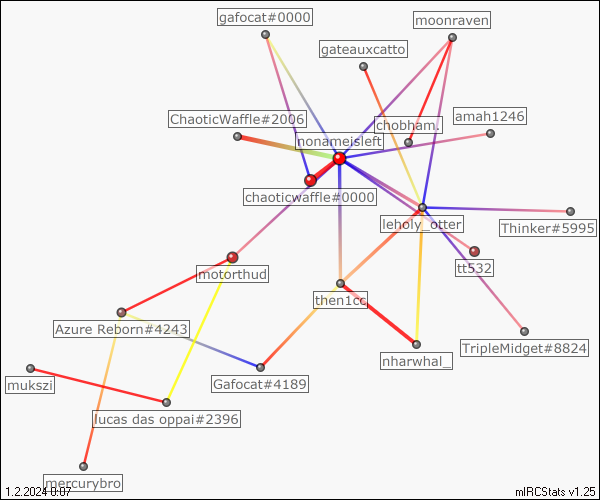 gafocat#0000
moonraven
gateauxcatto
ChaoticWaffle#2006
chobham.
amah1246
nonameisleft
chaoticwaffle#0000
leholy_otter
Thinker#5995
motorthud
tt532
then1cc
Azure Reborn#4243
TripleMidget#8824
nharwhal_
mukszi
Gafocat#4189
lucas das oppai#2396
mercurybro
1.2.2024 0:07
mIRCStats v1.25